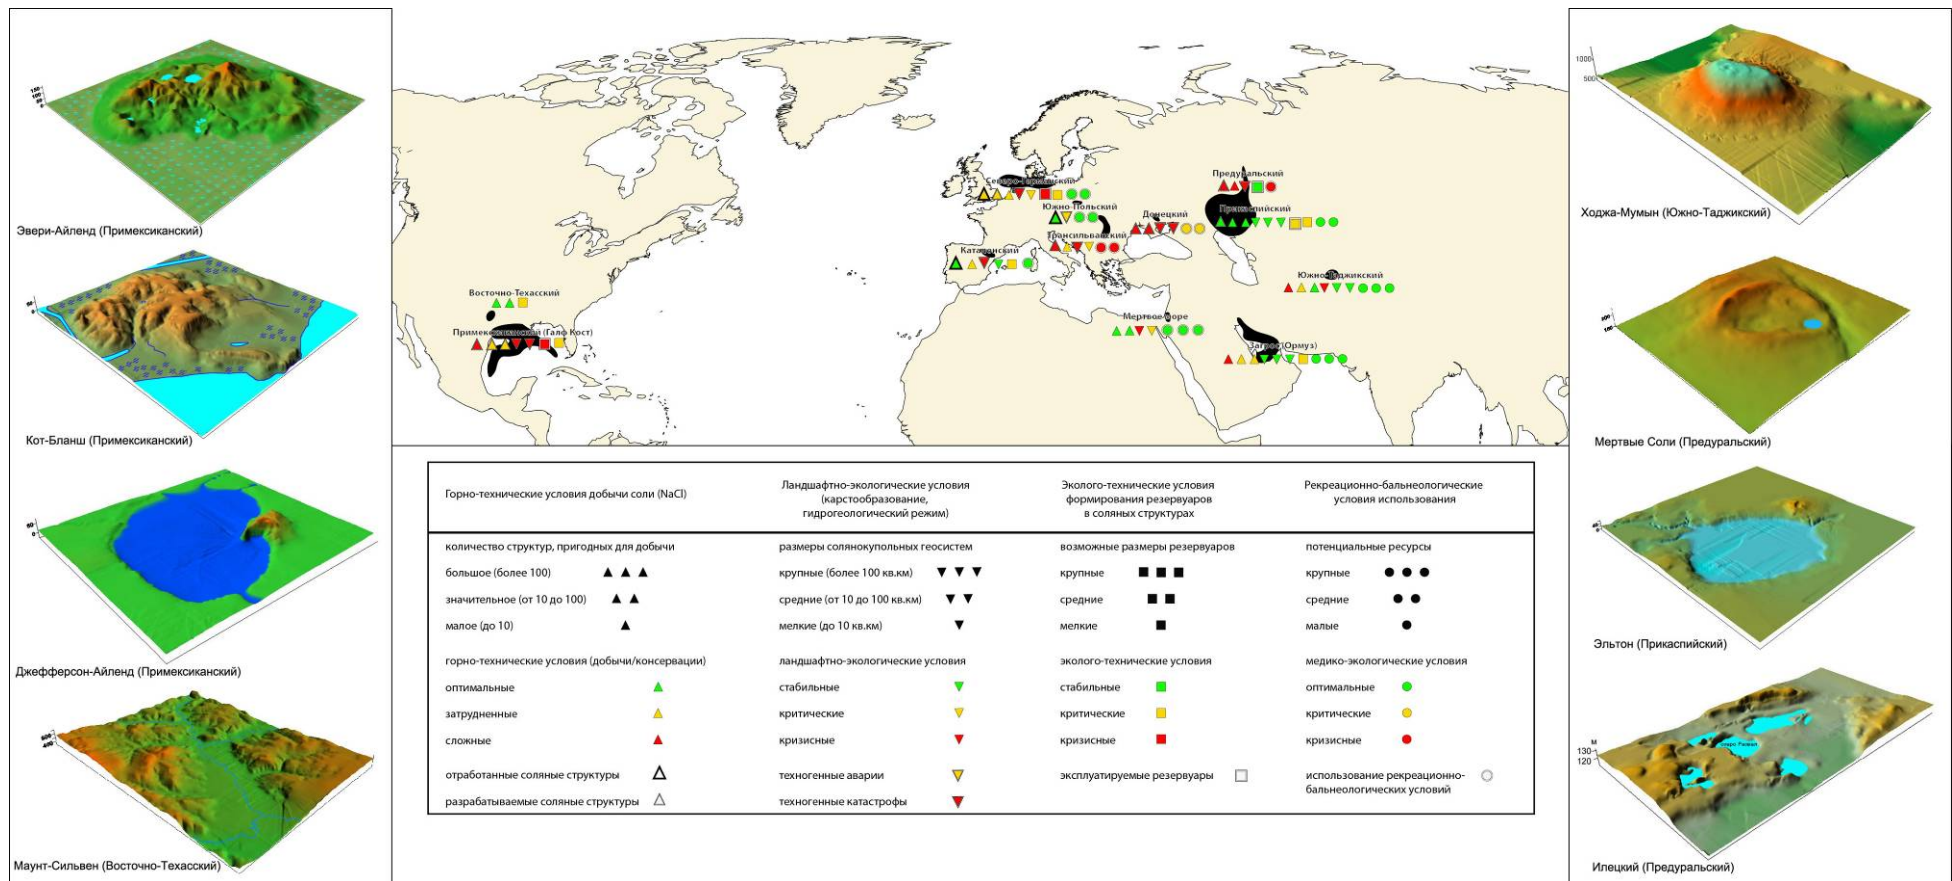 Эвери-Айленд (Примексиканский)
Кот-Бланш (Примексиканский)
Джефферсон-Айленд (Примексиканский)
Маунт-Сильвен (Восточно-Техасский)
Северо-Германский
Южно-Польский
Донецкий
Предуральский
Прикаспийский
Трансильванский
Каталонский
Южно-Таджикский
Восточно-Техасский
Мертвое море
Примексиканский (Галф Кост)
Загрос (Ормуз)
Горно-технические условия добычи соли (NaCl)
Ландшафтно-экологические условия
(карстообразование,
гидрогеологический режим)
Эколого-технические условия
формирования резервуаров
в соляных структурах
Рекреационно-бальнеологические
условия использования
количество структур, пригодных для добычи
размеры солянокупольных геосистем
возможные размеры резервуаров
потенциальные ресурсы
большое (более 100)
крупные (более 100 кв.км)
крупные
крупные
значительное (от 10 до 100)
средние (от 10 до 100 кв.км)
средние
средние
малое (до 10)
мелкие (до 10 кв.км)
мелкие
малые
горно-технические условия (добычи/консервации)
ландшафтно-экологические условия
эколого-технические условия
медико-экологические условия
оптимальные
стабильные
стабильные
оптимальные
затрудненные
критические
критические
критические
сложные
кризисные
кризисные
кризисные
отработанные соляные структуры
техногенные аварии
эксплуатируемые резервуары
использование рекреационно-
бальнеологических условий
разрабатываемые соляные структуры
техногенные катастрофы
1000
500
Ходжа-Мумын (Южно-Таджикский)
Мертвые Соли (Предуральский)
Эльтон (Прикаспийский)
м
130
120
озеро Развал
Илецкий (Предуральский)